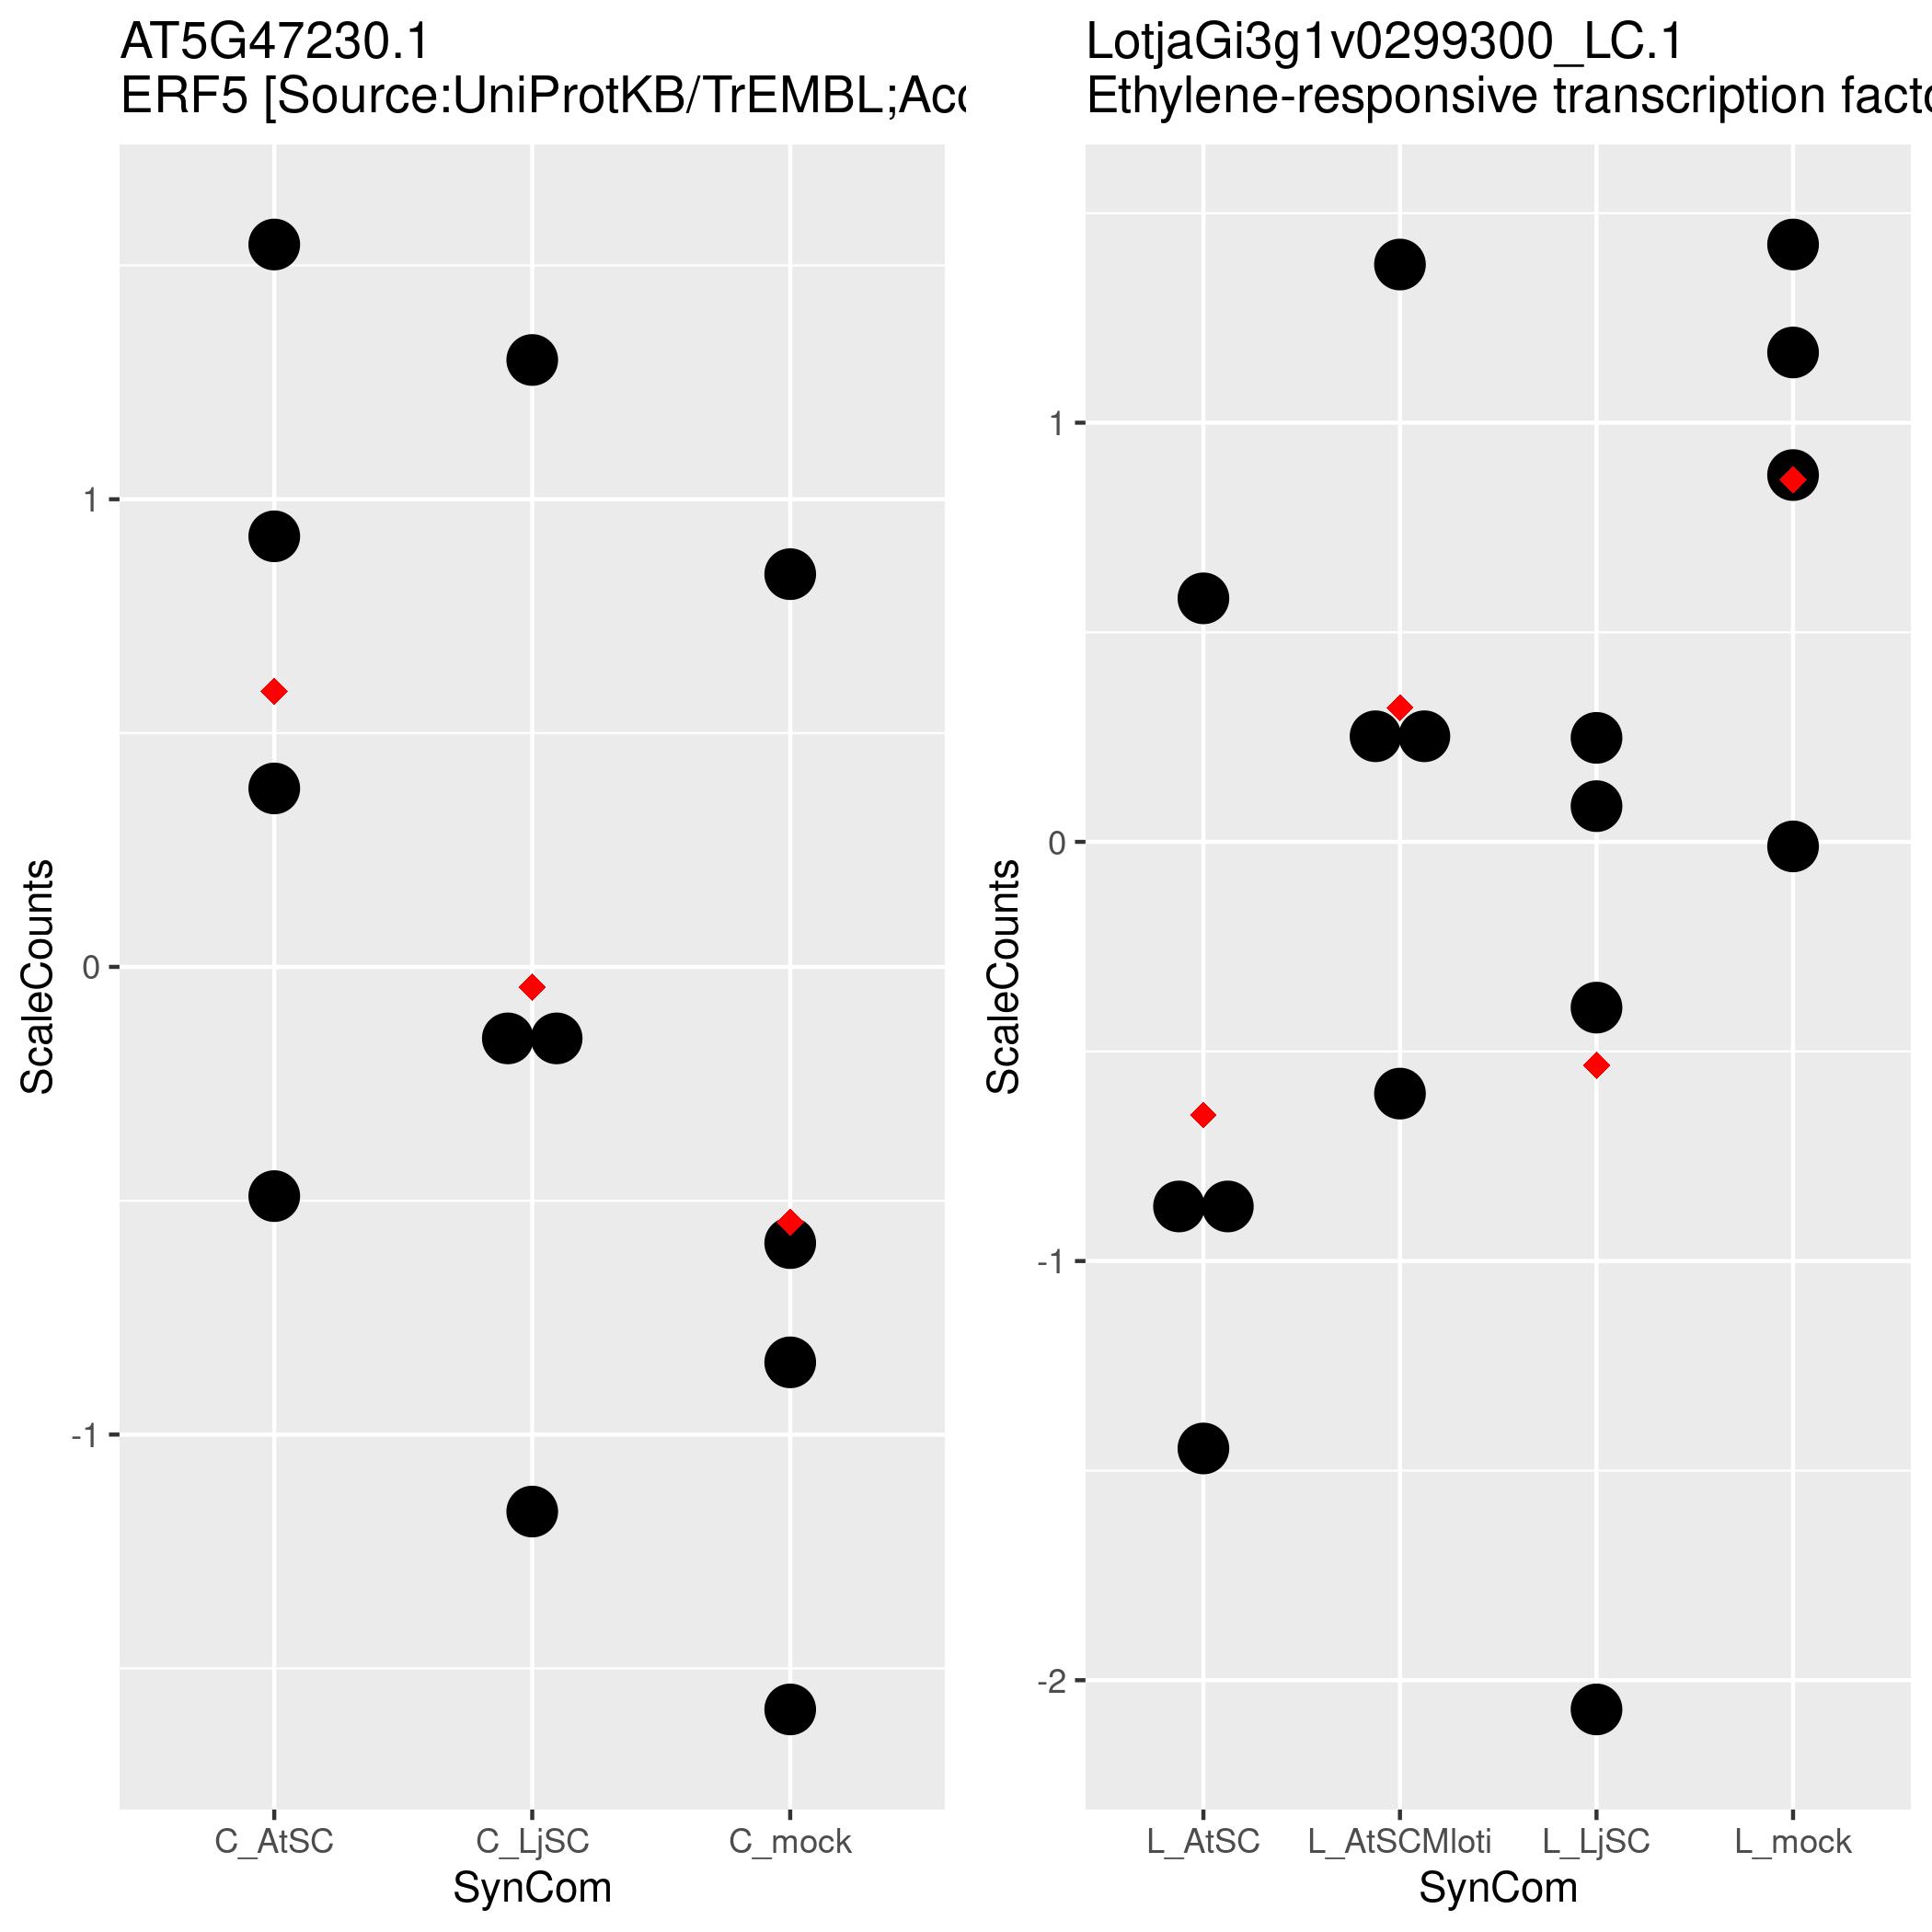 AT5G47230.1
ERF5 [Source:UniProtKB/TrEMBL;Acc
ScaleCounts
1
0
-1
C_AtSC C_LjSC C_mock
SynCom
LotjaGi3g1v0299300_LC.1
Ethylene-responsive transcription facto
ScaleCounts
1
0
-1
-2
L_AtSC L_AtSCMloti L_LjSC L_mock
SynCom